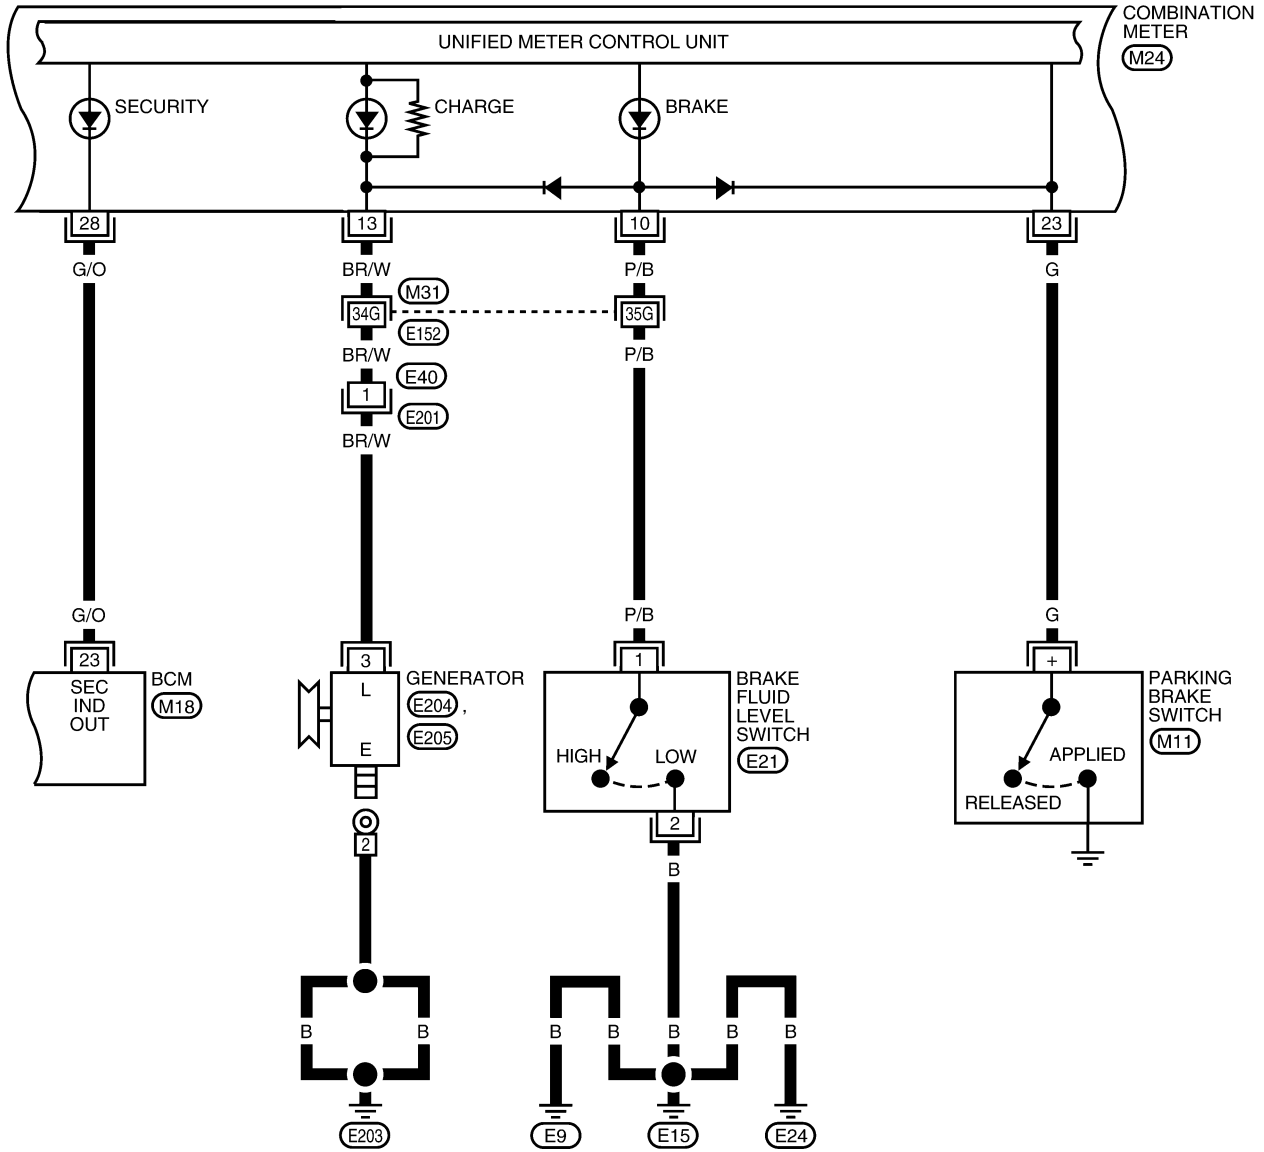 COMBINATION
METER
M24
UNIFIED METER CONTROL UNIT
SECURITY
CHARGE
BRAKE
28
13
10
23
G/O
BR/W
P/B
G
M31
34G
35G
E152
BR/W
P/B
E40
1
E201
BR/W
G/O
P/B
G
23
3
1
+
SEC
IND
OUT
BCM
M18
L
E
GENERATOR
E204 ,
E205
BRAKE
FLUID
LEVEL
SWITCH
E21
HIGH
LOW
PARKING
BRAKE
SWITCH
M11
APPLIED
RELEASED
2
2
B
B
B
B
B
B
B
B
E203
E9
E15
E24